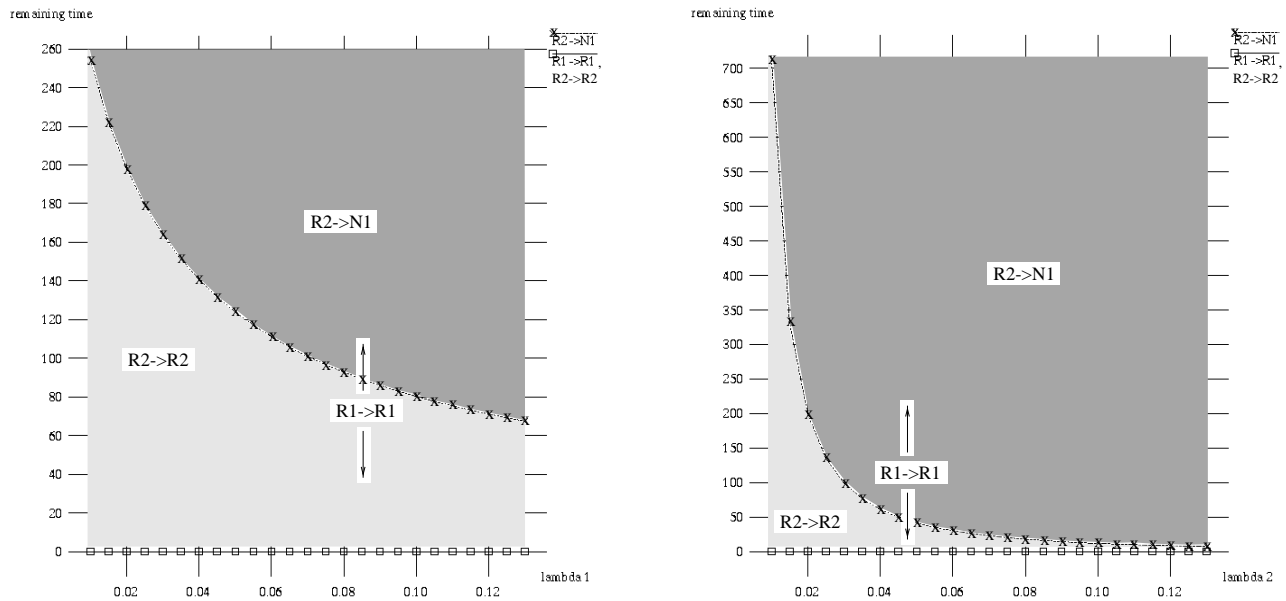 remaining time
260
240
220
200
180
160
140
120
100
80
60
40
20
0
0.02 0.04 0.06 0.08 0.10 0.12
lambda 1
R2->N1
R1->R1,
R2->R2
R2->N1
R2->R2
R1->R1
remaining time
700
650
600
550
500
450
400
350
300
250
200
150
100
50
0
0.02 0.04 0.06 0.08 0.10 0.12
lambda 2
R2->N1
R1->R1,
R2->R2
R2->N1
R1->R1
R2->R2